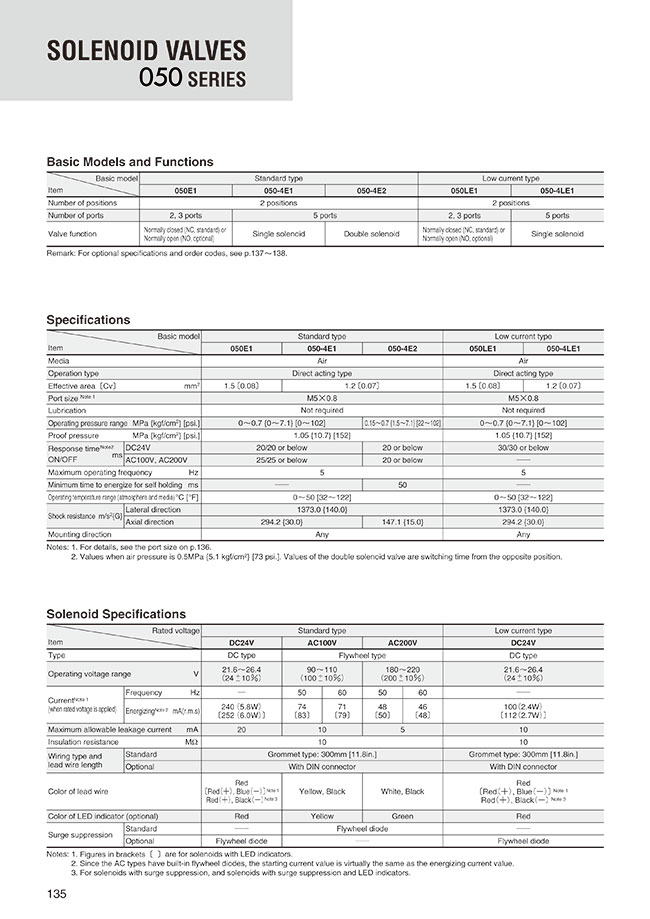 SOLENOID VALVES
050 SERIES
Basic Models and Functions
Basic model Standard type Low current type
Item 050E1 050-4E1 050-4E2 050LE1 050-4LE1
Number of positions 2 positions 2 positions
Number of ports 2, 3 ports 5 ports 2, 3 ports 5 ports
Valve function Normally closed (NC, standard) or Normally open (NO, optional) Single solenoid Double solenoid Normally closed (NC, standard) or Normally open (NO, optional) Single solenoid
Remark: For optional specifications and order codes, see p.137～138.
Specifications
Basic model Standard type Low current type
Item 050E1 050-4E1 050-4E2 050LE1 050-4LE1
Media Air Air
Operation type Direct acting type Direct acting type
Effective area〔Cv〕 mm² 1.5〔0.08〕 1.2〔0.07〕 1.5〔0.08〕 1.2〔0.07〕
Port size Note 1 M5×0.8 M5×0.8
Lubrication Not required Not required
Operating pressure range MPa {kgf/cm²} [psi.] 0～0.7 {0～7.1} [0～102] 0.15～0.7 {1.5～7.1} [22～102] 0～0.7 {0～7.1} [0～102]
Proof pressure MPa {kgf/cm²} [psi.] 1.05 {10.7} [152] 1.05 {10.7} [152]
Response time Note2 ON/OFF ms DC24V 20/20 or below 20 or below 30/30 or below
AC100V, AC200V 25/25 or below 20 or below ——
Maximum operating frequency Hz 5 5
Minimum time to energize for self holding ms —— 50 ——
Operating temperature range (atmosphere and media) °C [°F] 0～50 [32～122] 0～50 [32～122]
Shock resistance m/s²{G} Lateral direction 1373.0 {140.0} 1373.0 {140.0}
Axial direction 294.2 {30.0} 147.1 {15.0} 294.2 {30.0}
Mounting direction Any Any
Notes: 1. For details, see the port size on p.136.
2. Values when air pressure is 0.5MPa {5.1 kgf/cm²} [73 psi.]. Values of the double solenoid valve are switching time from the opposite position.
Solenoid Specifications
Rated voltage Standard type Low current type
Item DC24V AC100V AC200V DC24V
Type DC type Flywheel type DC type
Operating voltage range V 21.6～26.4 (24±10％) 90～110 (100±10％) 180～220 (200±10％) 21.6～26.4 (24±10％)
Current Note 1 (when rated voltage is applied) Frequency Hz — 50 60 50 60 ——
Energizing Note 2 mA(r.m.s) 240 (5.8W) 〔252 (6.0W)〕 74 〔83〕 71 〔79〕 48 〔50〕 46 〔48〕 100 (2.4W) 〔112 (2.7W)〕
Maximum allowable leakage current mA 20 10 5 10
Insulation resistance MΩ 10 10
Wiring type and lead wire length Standard Grommet type: 300mm [11.8in.] Grommet type: 300mm [11.8in.]
Optional With DIN connector With DIN connector
Color of lead wire Red 〔Red(＋), Blue(－)〕Note 1 Red(＋), Black(－) Note 3 Yellow, Black White, Black Red 〔Red(＋), Blue(－)〕Note 1 Red(＋), Black(－) Note 3
Color of LED indicator (optional) Red Yellow Green Red
Surge suppression Standard —— Flywheel diode ——
Optional Flywheel diode —— Flywheel diode
Notes: 1. Figures in brackets〔 〕are for solenoids with LED indicators.
2. Since the AC types have built-in flywheel diodes, the starting current value is virtually the same as the energizing current value.
3. For solenoids with surge suppression, and solenoids with surge suppression and LED indicators.
135